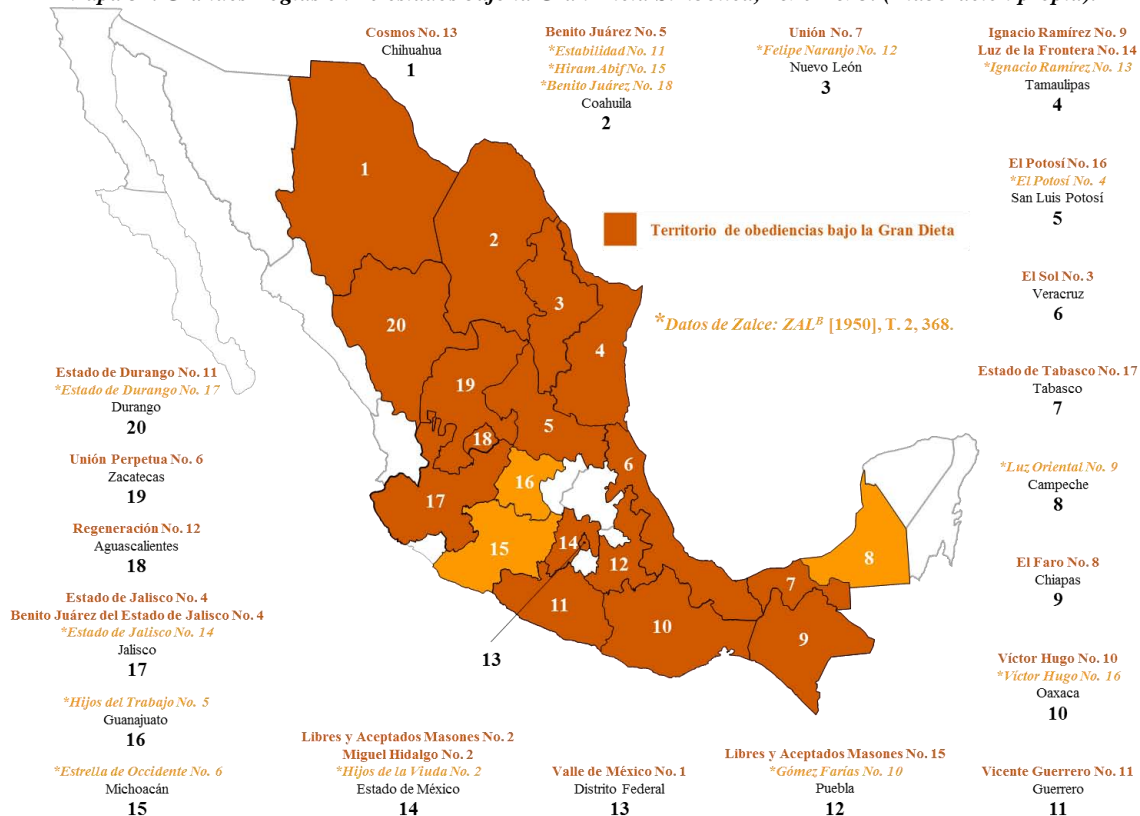 Cosmos No. 13
Chihuahua
1
Benito Juárez No. 5
*Estabilidad No. 11
*Hiram Abif No. 15
*Benito Juárez No. 18
Coahuila
2
Unión No. 7
*Felipe Naranjo No. 12
Nuevo León
3
Ignacio Ramírez No. 9
Luz de la Frontera No. 14
*Ignacio Ramírez No. 13
Tamaulipas
4
El Potosí No. 16
*El Potosí No. 4
San Luis Potosí
5
El Sol No. 3
Veracruz
6
Estado de Tabasco No. 17
Tabasco
7
*Luz Oriental No. 9
Campeche
8
El Faro No. 8
Chiapas
9
Víctor Hugo No. 10
*Víctor Hugo No. 16
Oaxaca
10
Vicente Guerrero No. 11
Guerrero
11
Libres y Aceptados Masones No. 15
*Gómez Farías No. 10
Puebla
12
Valle de México No. 1
Distrito Federal
13
Libres y Aceptados Masones No. 2
Miguel Hidalgo No. 2
*Hijos de la Viuda No. 2
Estado de México
14
*Estrella de Occidente No. 6
Michoacán
15
*Hijos del Trabajo No. 5
Guanajuato
16
Estado de Jalisco No. 4
Benito Juárez del Estado de Jalisco No. 4
*Estado de Jalisco No. 14
Jalisco
17
Regeneración No. 12
Aguascalientes
18
Unión Perpetua No. 6
Zacatecas
19
Estado de Durango No. 11
*Estado de Durango No. 17
Durango
20
Territorio de obediencias bajo la Gran Dieta
*Datos de Zalce: ZAL^B [1950], T. 2, 368.
1
2
3
4
20
19
18
5
6
17
16
15
14
12
11
10
13
7
8
9